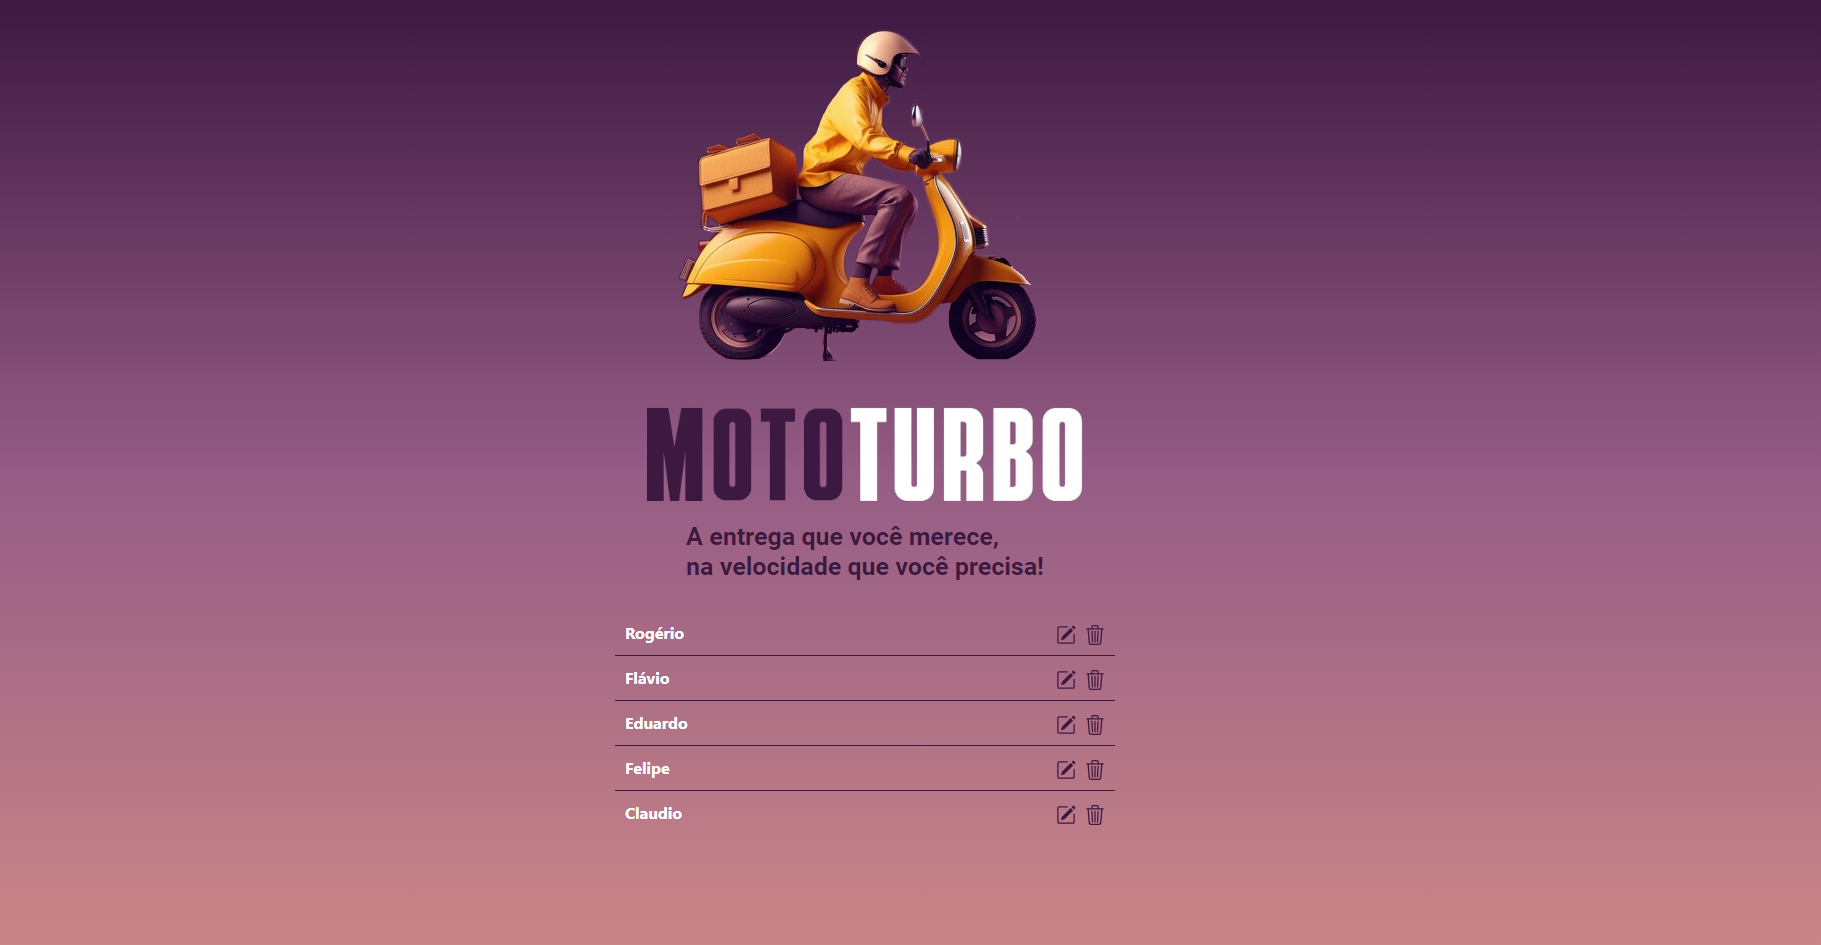 MOTOTURBO
A entrega que você merece,
na velocidade que você precisa!
Rogério
Flávio
Eduardo
Felipe
Claudio